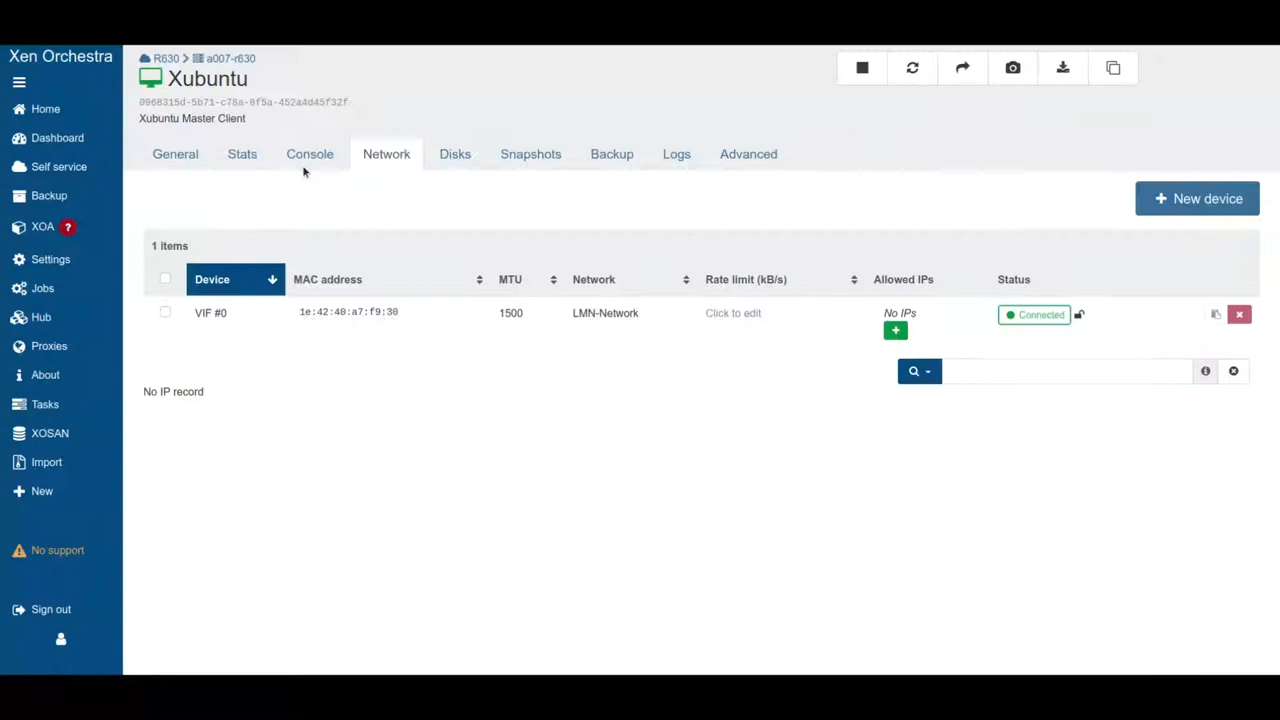 Xen Orchestra
Home
Dashboard
Self service
Backup
XOA ?
Settings
Jobs
Hub
Proxies
About
Tasks
XOSAN
Import
New
No support
Sign out
R630 a007-r630
Xubuntu
0968315d-5b71-c78a-8f5a-452a4d45f32f
Xubuntu Master Client
General Stats Console Network Disks Snapshots Backup Logs Advanced
New device
1 items
Device MAC address MTU Network Rate limit (kB/s) Allowed IPs Status
VIF #0 1e:42:40:a7:f9:30 1500 LMN-Network Click to edit No IPs Connected
No IP record